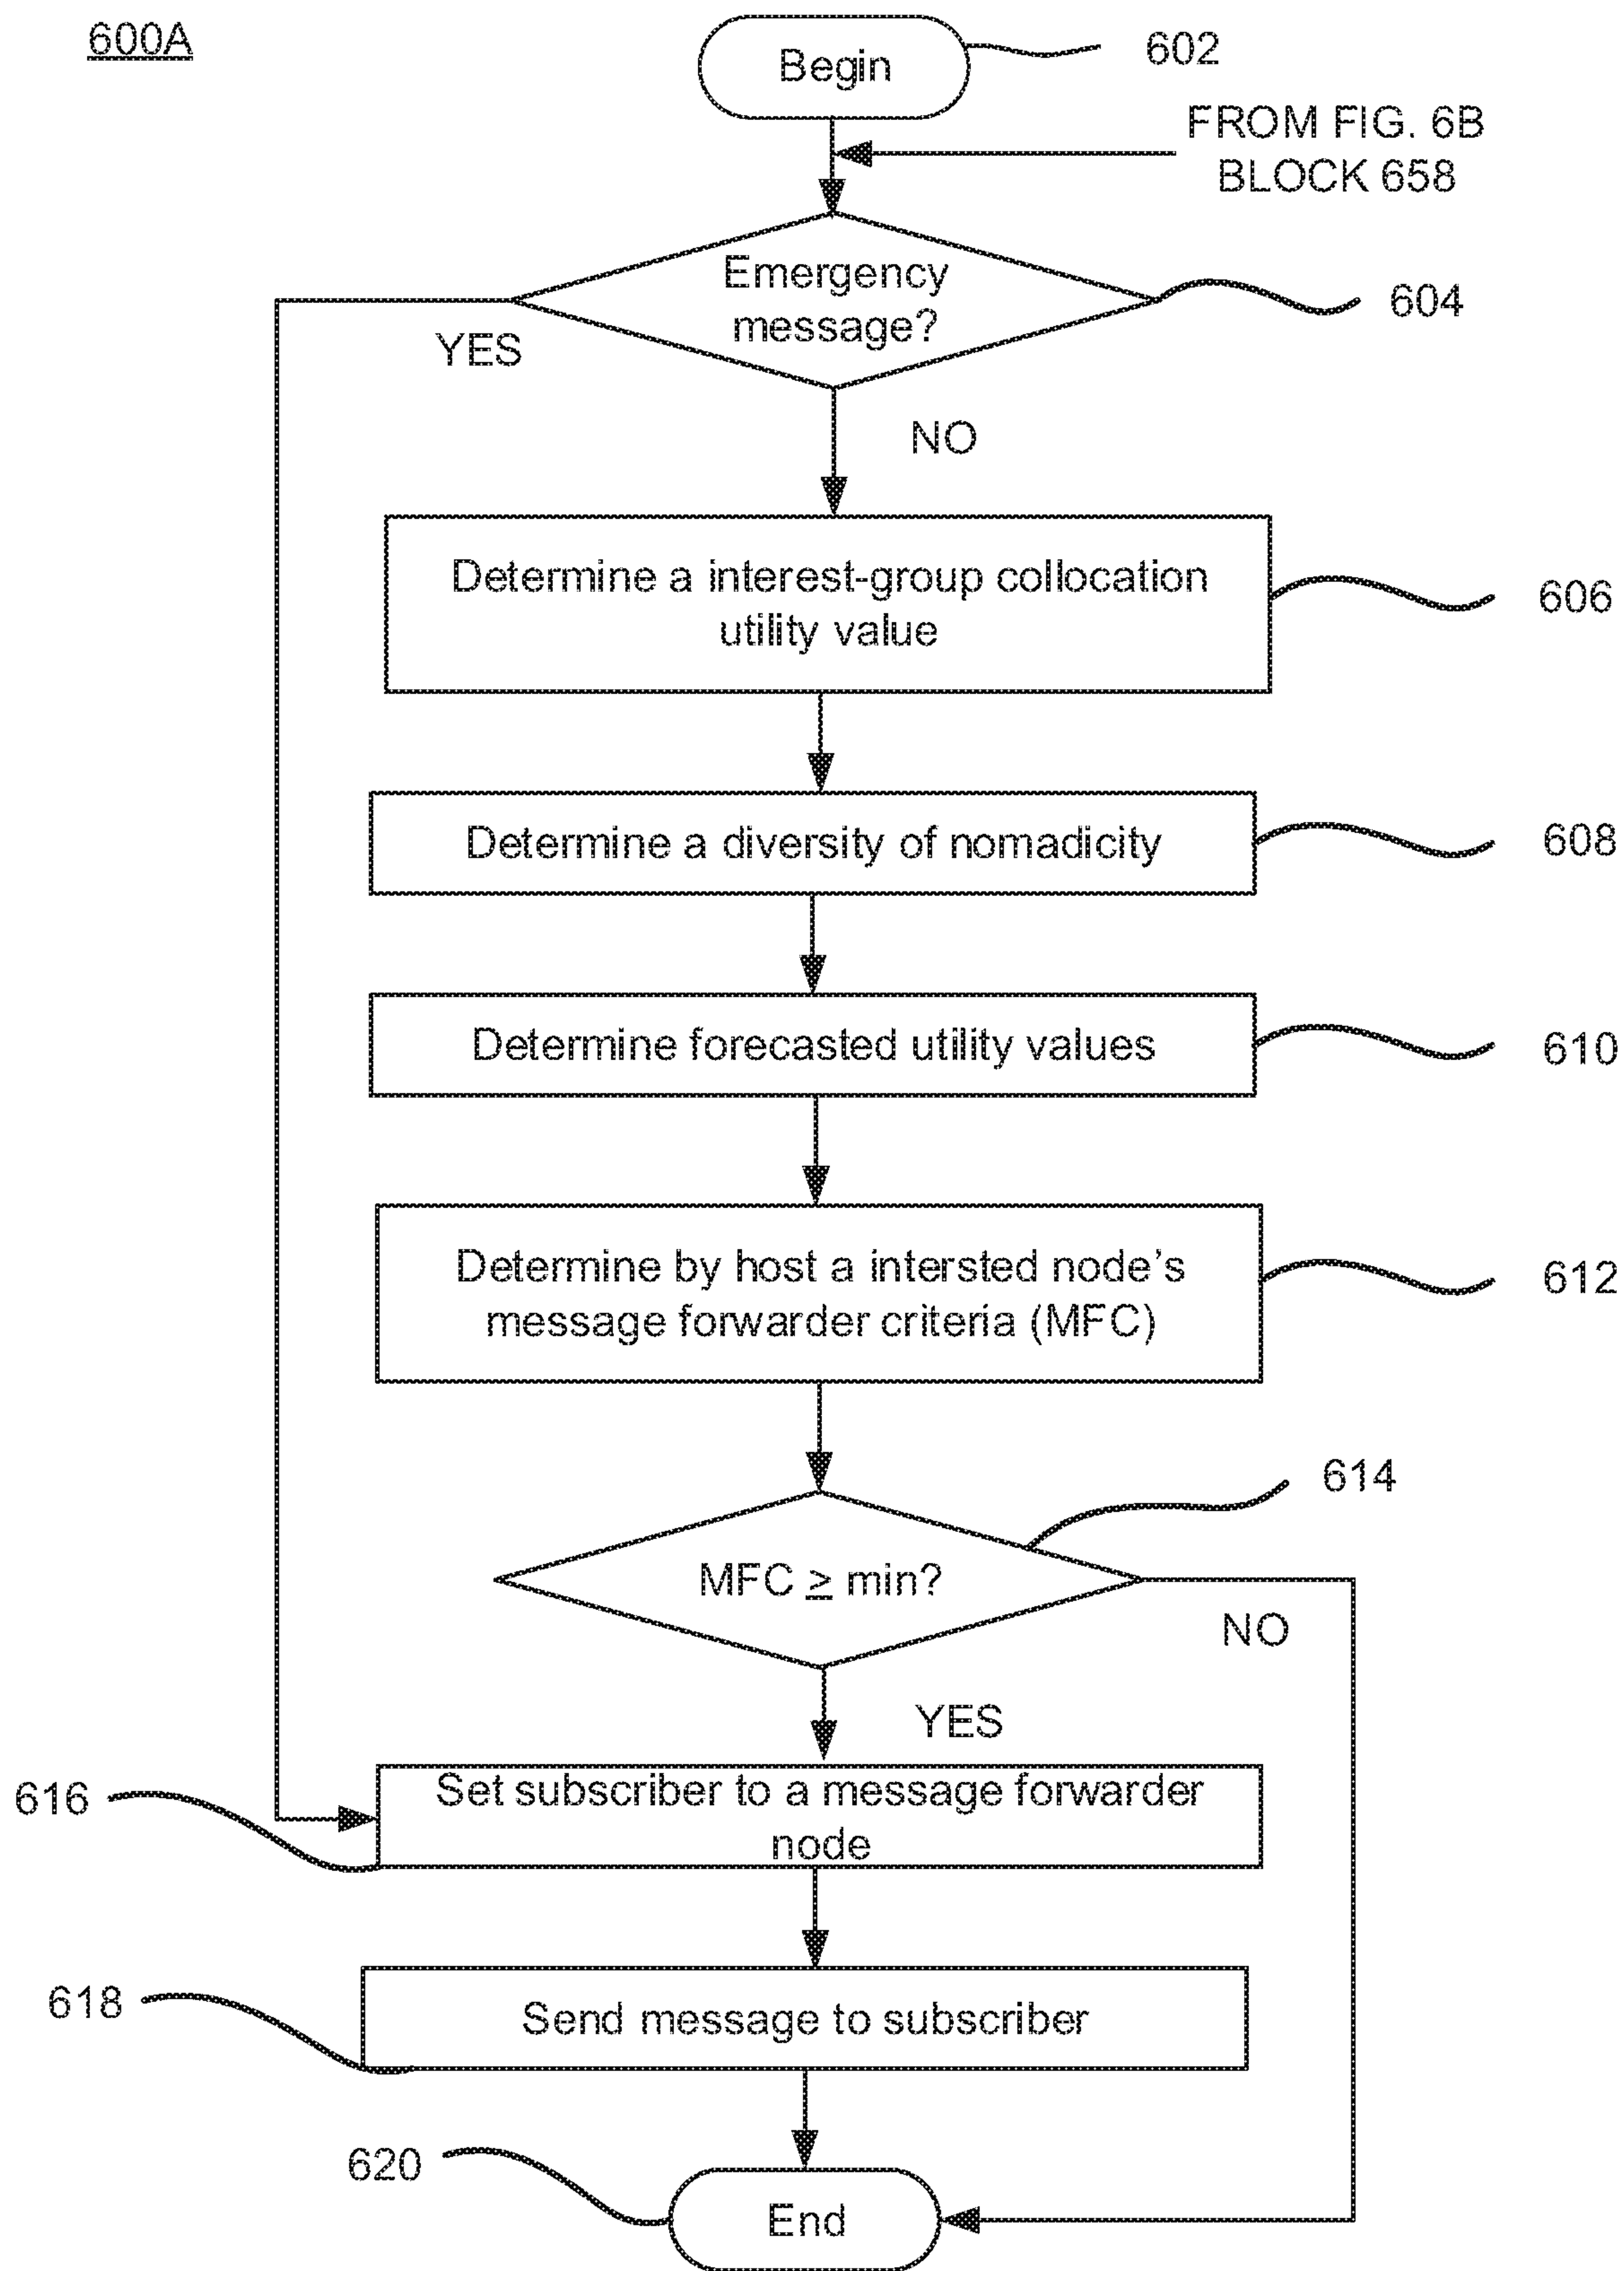 600A
Begin
602
FROM FIG. 6B
BLOCK 658
Emergency
message?
604
YES
NO
Determine a interest-group collocation
utility value
606
Determine a diversity of nomadicity
608
Determine forecasted utility values
610
Determine by host a intersted node's
message forwarder criteria (MFC)
612
614
MFC ≥ min?
NO
YES
616
Set subscriber to a message forwarder
node
618
Send message to subscriber
620
End